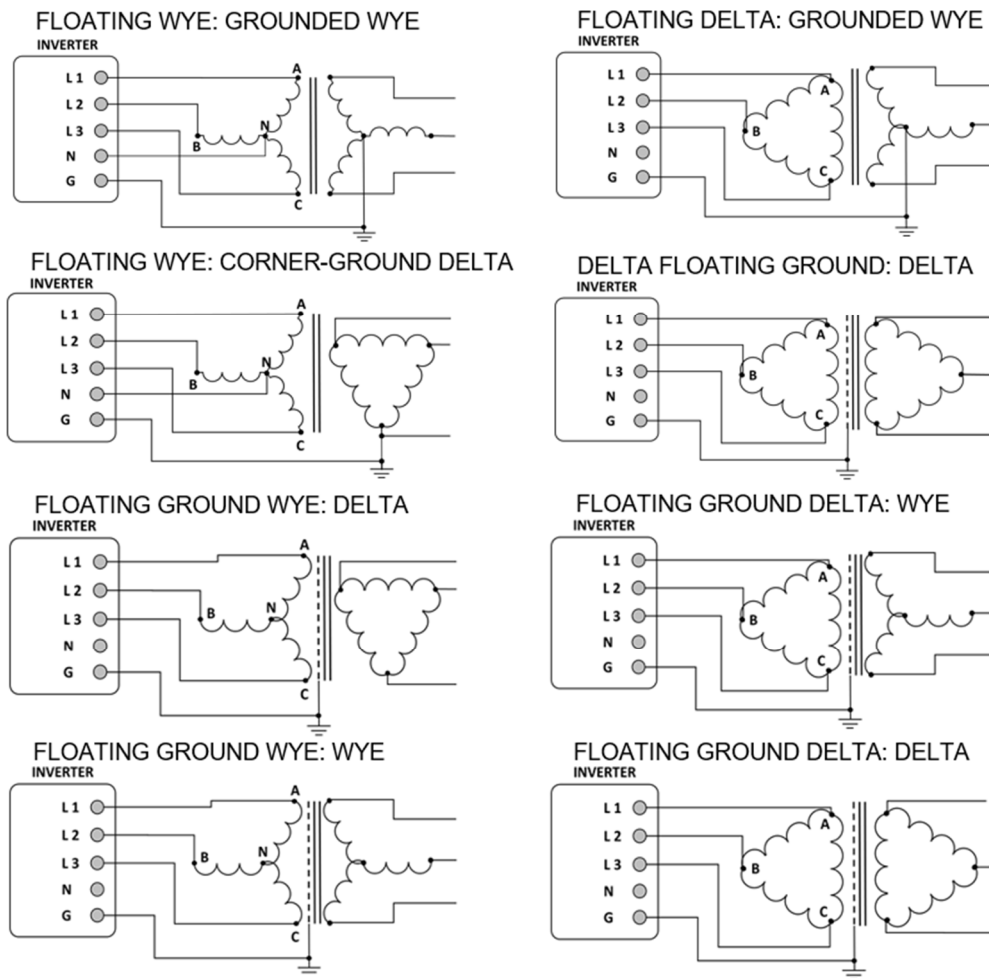 FLOATING WYE: GROUNDED WYE
INVERTER
L1
L2
L3
N
G
A
B
N
C
FLOATING DELTA: GROUNDED WYE
INVERTER
L1
L2
L3
N
G
A
B
C
FLOATING WYE: CORNER-GROUND DELTA
INVERTER
L1
L2
L3
N
G
A
B
N
C
DELTA FLOATING GROUND: DELTA
INVERTER
L1
L2
L3
N
G
A
B
C
FLOATING GROUND WYE: DELTA
INVERTER
L1
L2
L3
N
G
A
B
N
C
FLOATING GROUND DELTA: WYE
INVERTER
L1
L2
L3
N
G
A
B
C
FLOATING GROUND WYE: WYE
INVERTER
L1
L2
L3
N
G
A
B
N
C
FLOATING GROUND DELTA: DELTA
INVERTER
L1
L2
L3
N
G
A
B
C